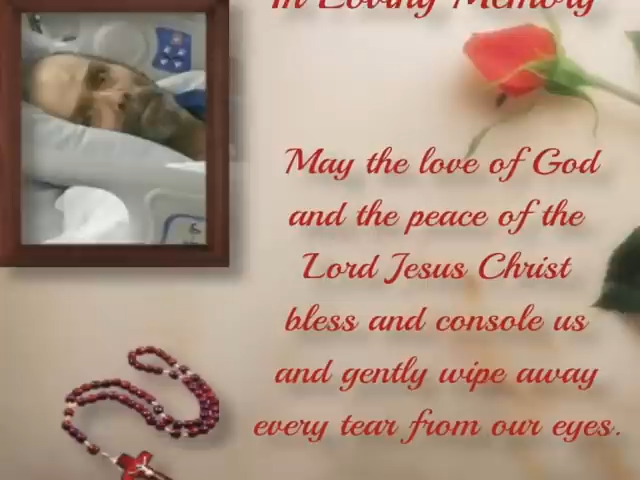 In Loving Memory
May the love of God
and the peace of the
Lord Jesus Christ
bless and console us
and gently wipe away
every tear from our eyes.